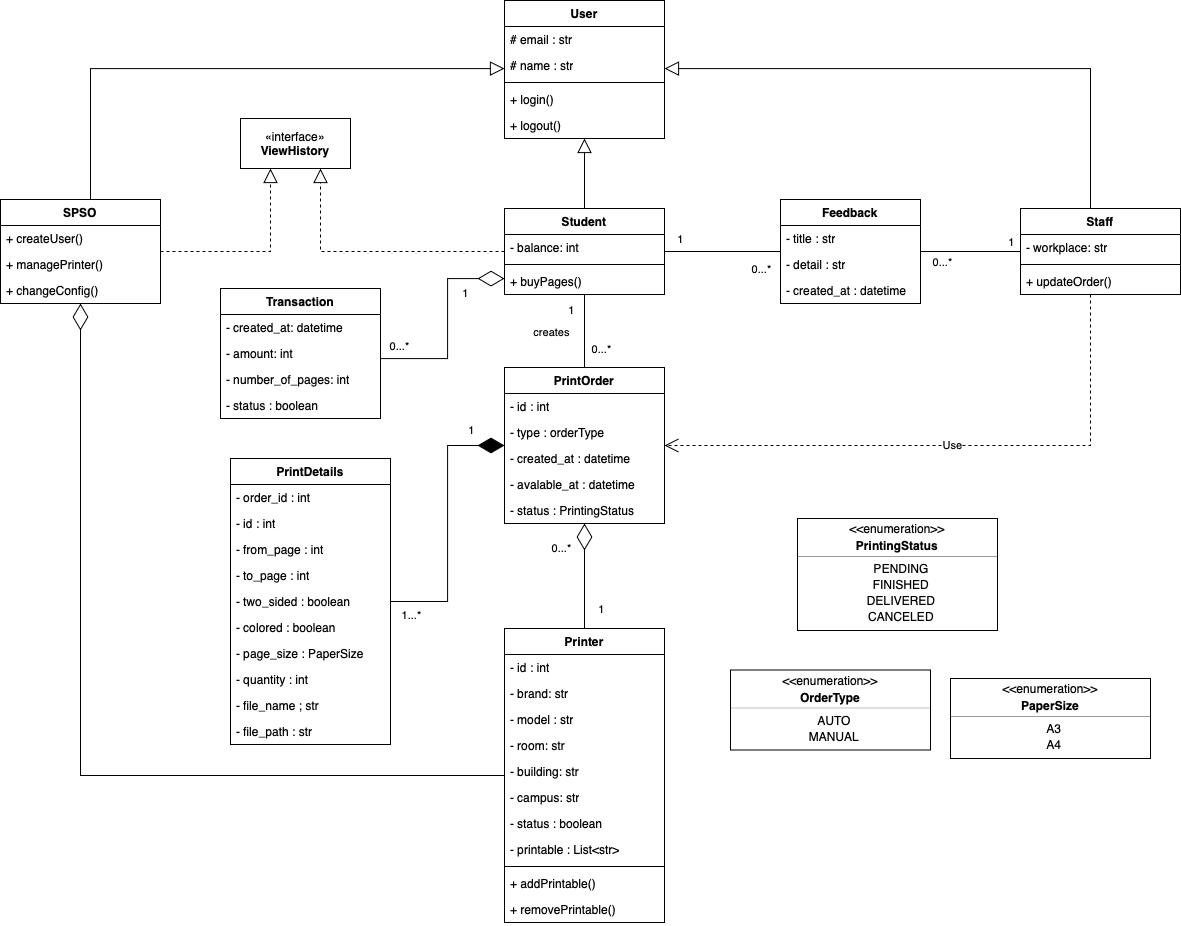 User
# email : str
# name : str
+ login()
+ logout()
«interface»
ViewHistory
SPSO
+ createUser()
+ managePrinter()
+ changeConfig()
Student
- balance: int
+ buyPages()
1
0...*
Feedback
- title : str
- detail : str
- created_at : datetime
0...*
1
Staff
- workplace: str
+ updateOrder()
Transaction
- created_at: datetime
- amount: int
- number_of_pages: int
- status : boolean
1
0...*
1
creates
0...*
PrintOrder
- id : int
- type : orderType
- created_at : datetime
- avalable_at : datetime
- status : PrintingStatus
Use
1
1...*
PrintDetails
- order_id : int
- id : int
- from_page : int
- to_page : int
- two_sided : boolean
- colored : boolean
- page_size : PaperSize
- quantity : int
- file_name ; str
- file_path : str
0...*
1
Printer
- id : int
- brand: str
- model : str
- room: str
- building: str
- campus: str
- status : boolean
- printable : List<str>
+ addPrintable()
+ removePrintable()
<<enumeration>>
PrintingStatus
PENDING
FINISHED
DELIVERED
CANCELED
<<enumeration>>
OrderType
AUTO
MANUAL
<<enumeration>>
PaperSize
A3
A4